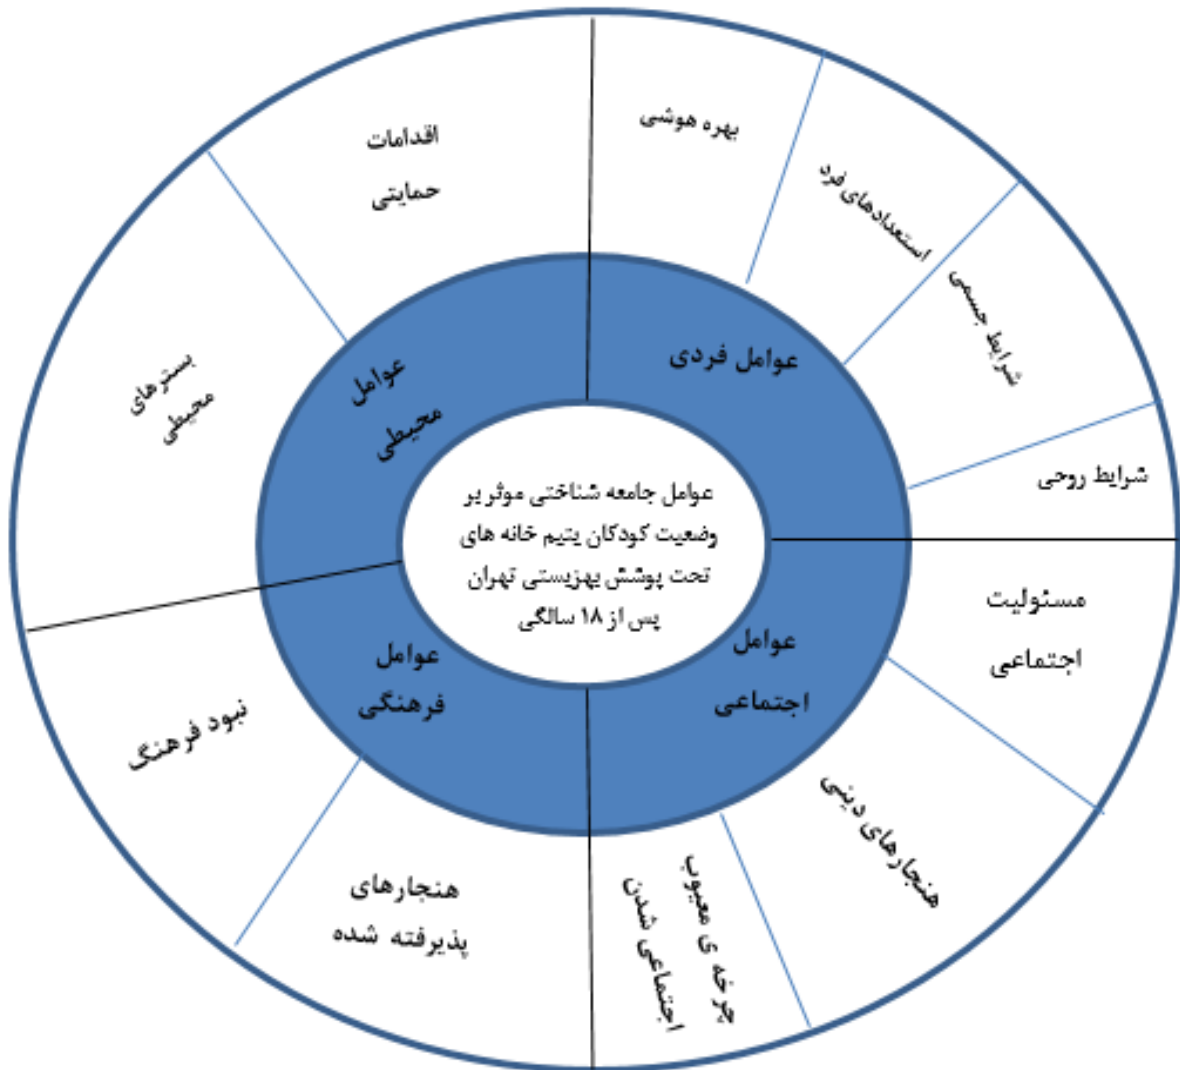 اقدامات
حمایتی
بهره هوشی
استعدادهای فرد
شرایط جسمی
شرایط روحی
مسئولیت
اجتماعی
هنجارهای دینی
چرخه ی معیوب
اجتماعی شدن
هنجارهای
پذیرفته شده
نبود فرهنگ
بسترهای
محیطی
عوامل فردی
عوامل
اجتماعی
عوامل
فرهنگی
عوامل
محیطی
عوامل جامعه شناختی موثر بر
وضعیت کودکان یتیم خانه های
تحت پوشش بهزیستی تهران
پس از ۱۸ سالگی